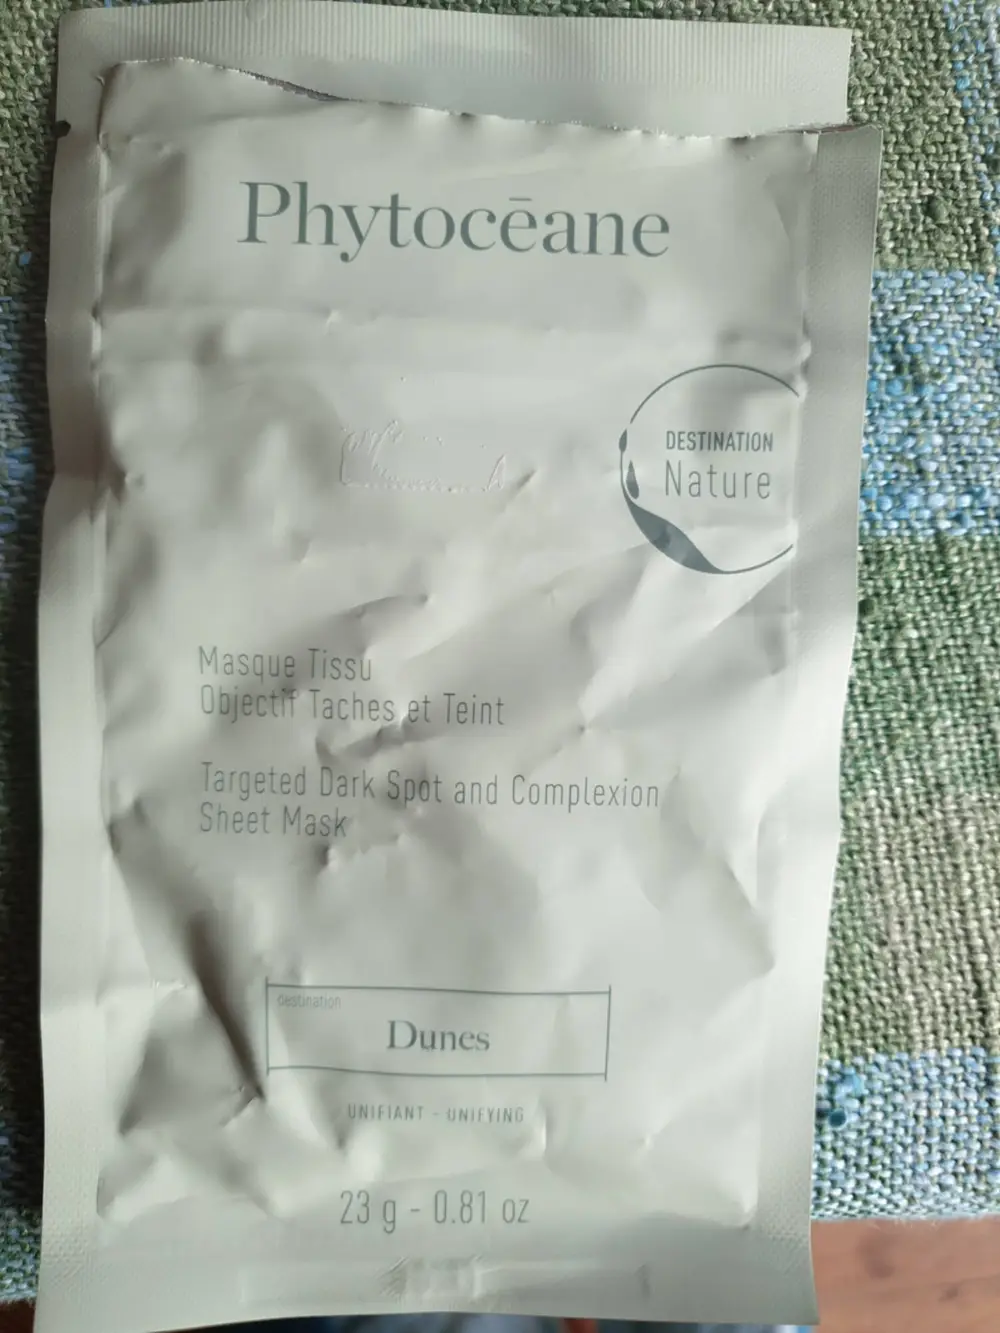 Phytocēane
DESTINATION
Nature
Masque Tissu
Objectif Taches et Teint
Targeted Dark Spot and Complexion
Sheet Mask
destination
Dunes
UNIFIANT - UNIFYING
23 g - 0.81 oz